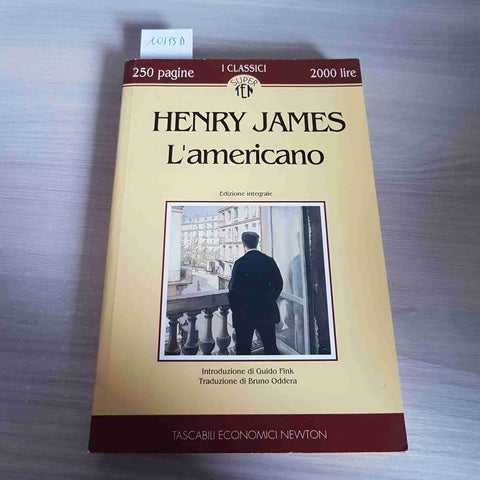 250 pagine
I CLASSICI
2000 lire
SUPER
TEN
HENRY JAMES
L'americano
Edizione integrale
Introduzione di Guido Fink
Traduzione di Bruno Oddera
TASCABILI ECONOMICI NEWTON